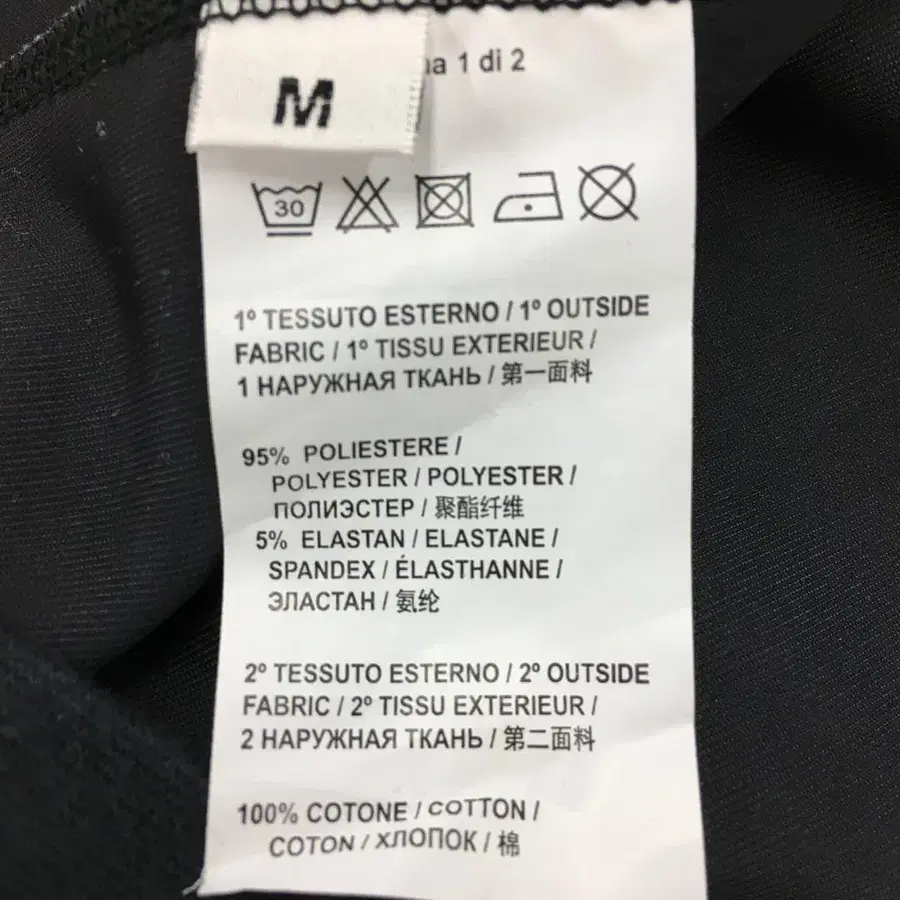 M
1 di 2
30
1º TESSUTO ESTERNO / 1º OUTSIDE
FABRIC / 1º TISSU EXTERIEUR /
1 НАРУЖНАЯ ТКАНЬ / 第一面料
95% POLIESTERE /
POLYESTER / POLYESTER /
ПОЛИЭСТЕР / 聚酯纤维
5% ELASTAN / ELASTANE /
SPANDEX / ÉLASTHANNE /
ЭЛАСТАН / 氨纶
2º TESSUTO ESTERNO / 2º OUTSIDE
FABRIC / 2º TISSU EXTERIEUR /
2 НАРУЖНАЯ ТКАНЬ / 第二面料
100% COTONE / COTTON /
COTON / ХЛОПОК / 棉